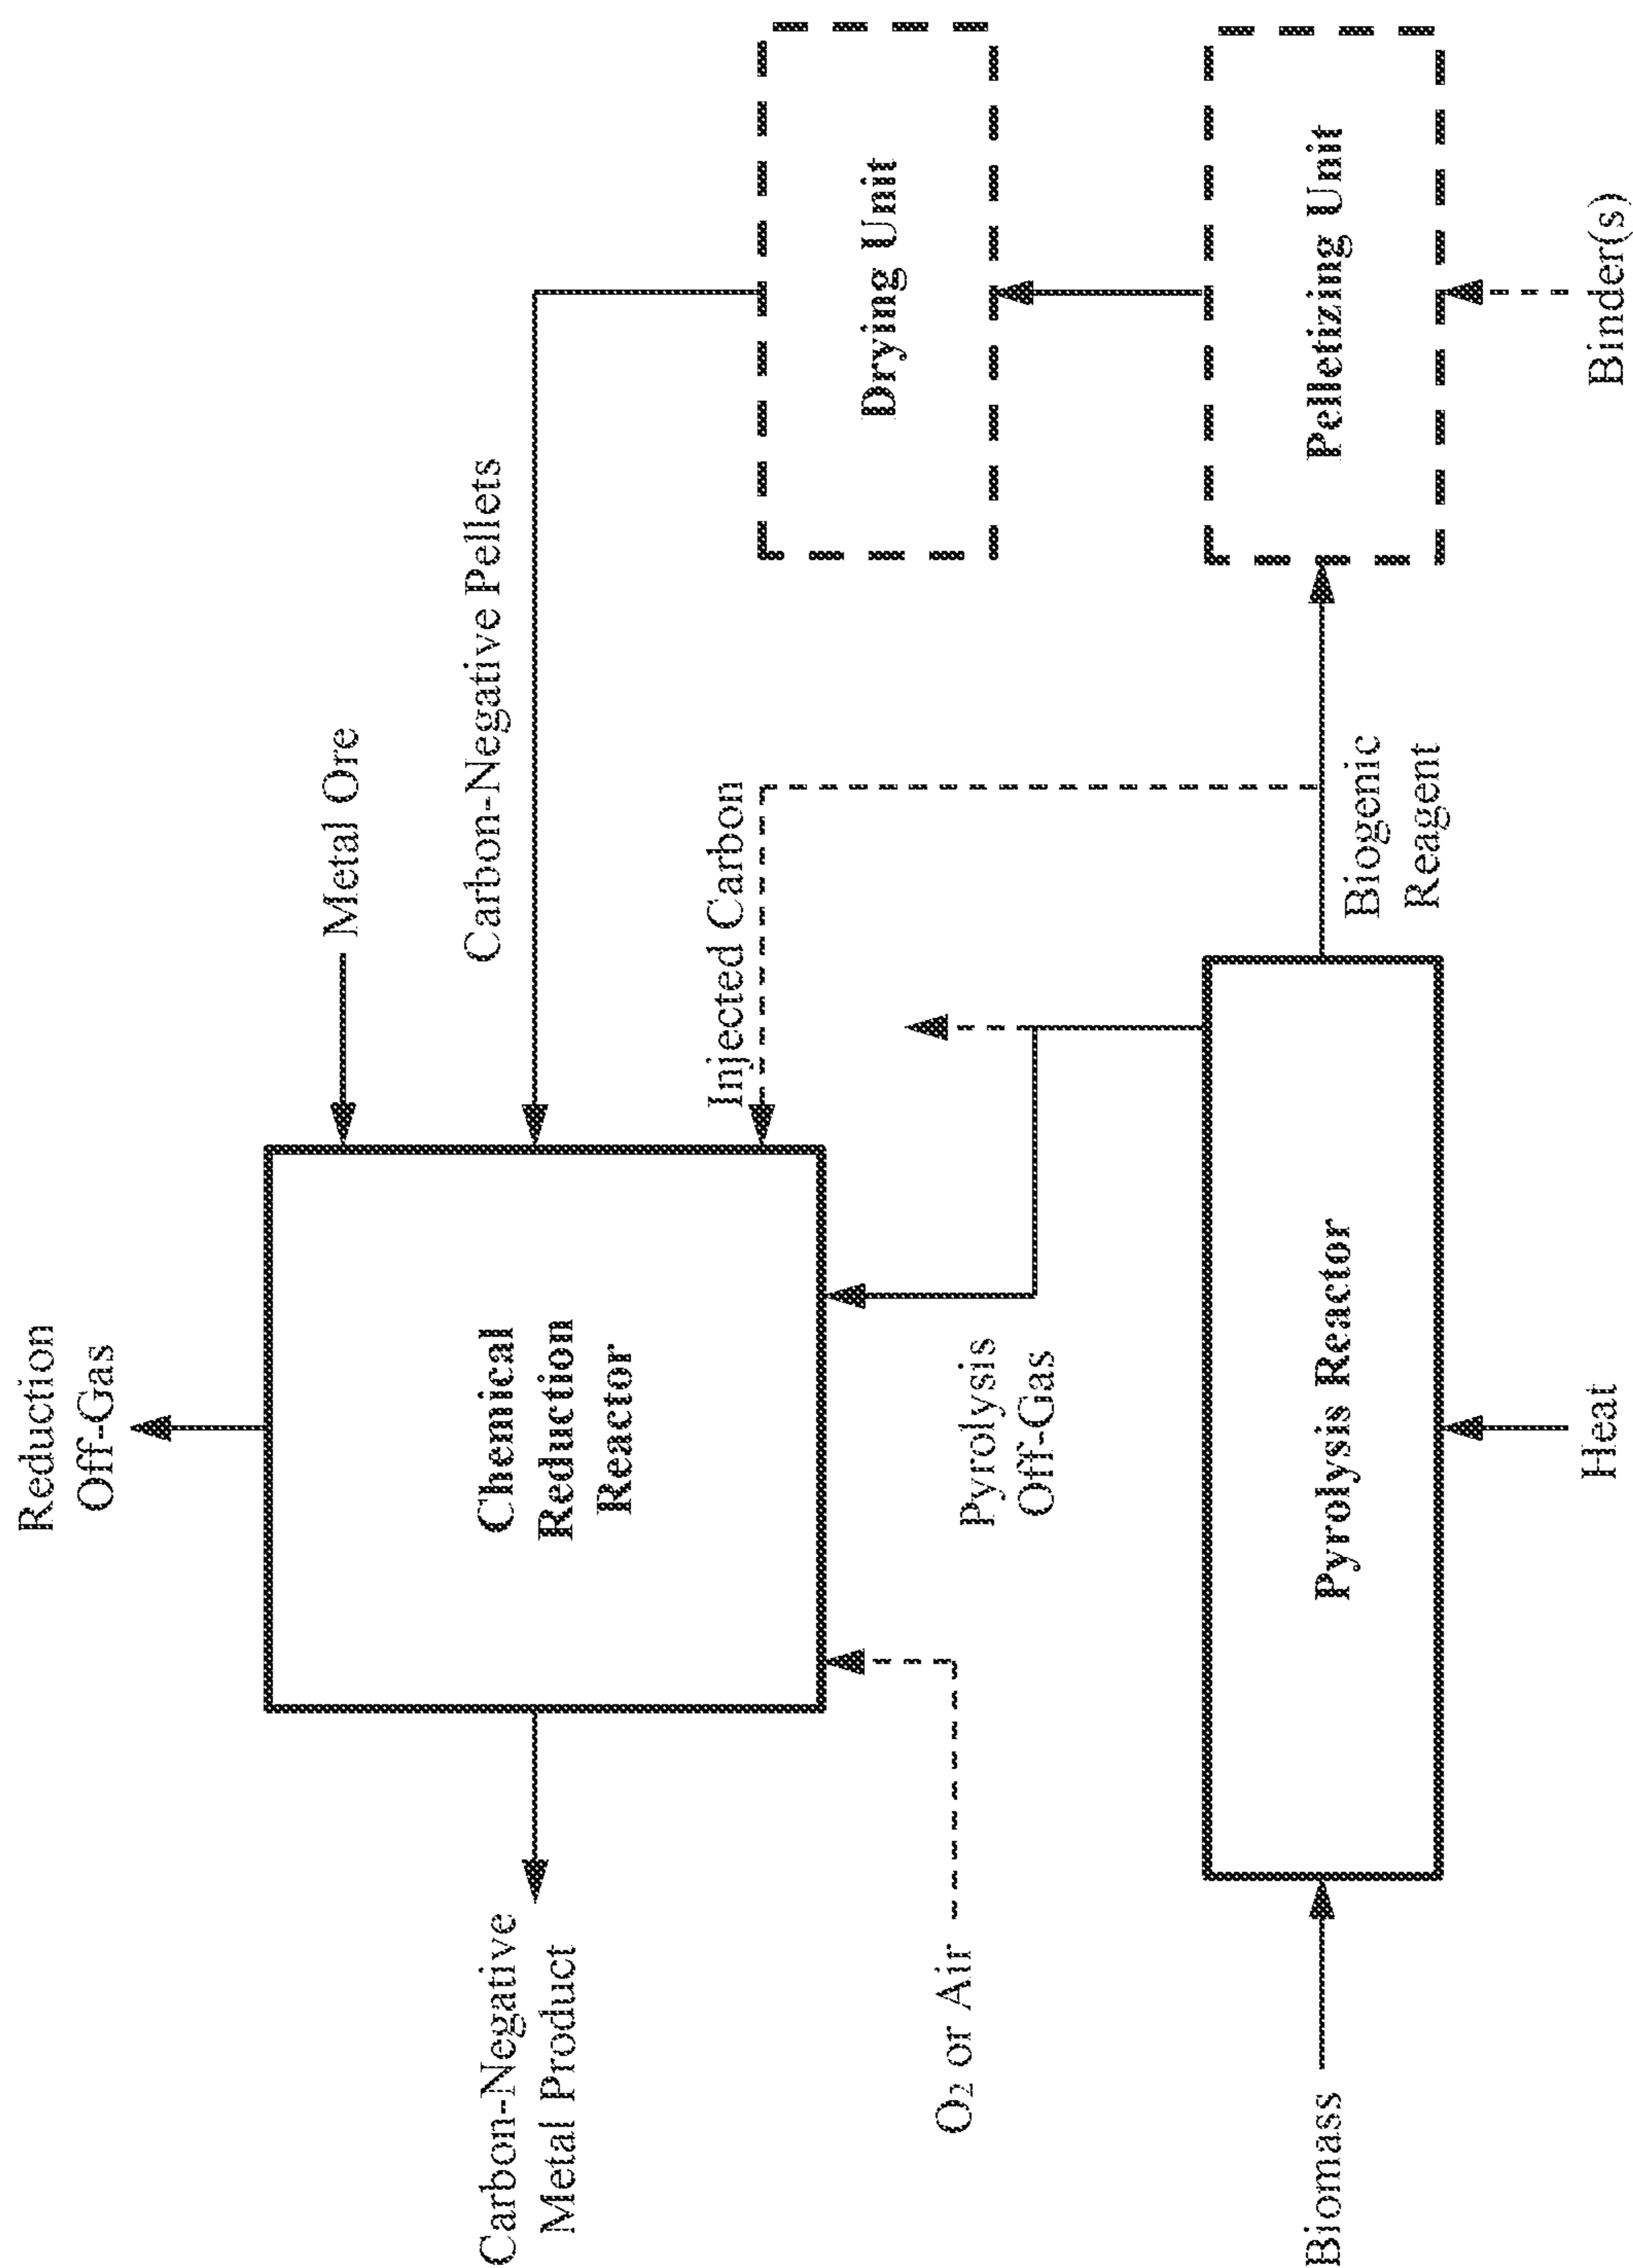 Reduction
Off-Gas
Metal Ore
Carbon-Negative Pellets
Carbon-Negative
Metal Product
Chemical
Reduction
Reactor
Injected Carbon
Drying Unit
O₂ or Air
Pyrolysis
Off-Gas
Biomass
Pyrolysis Reactor
Biogenic
Reagent
Pelletizing Unit
Heat
Binder(s)